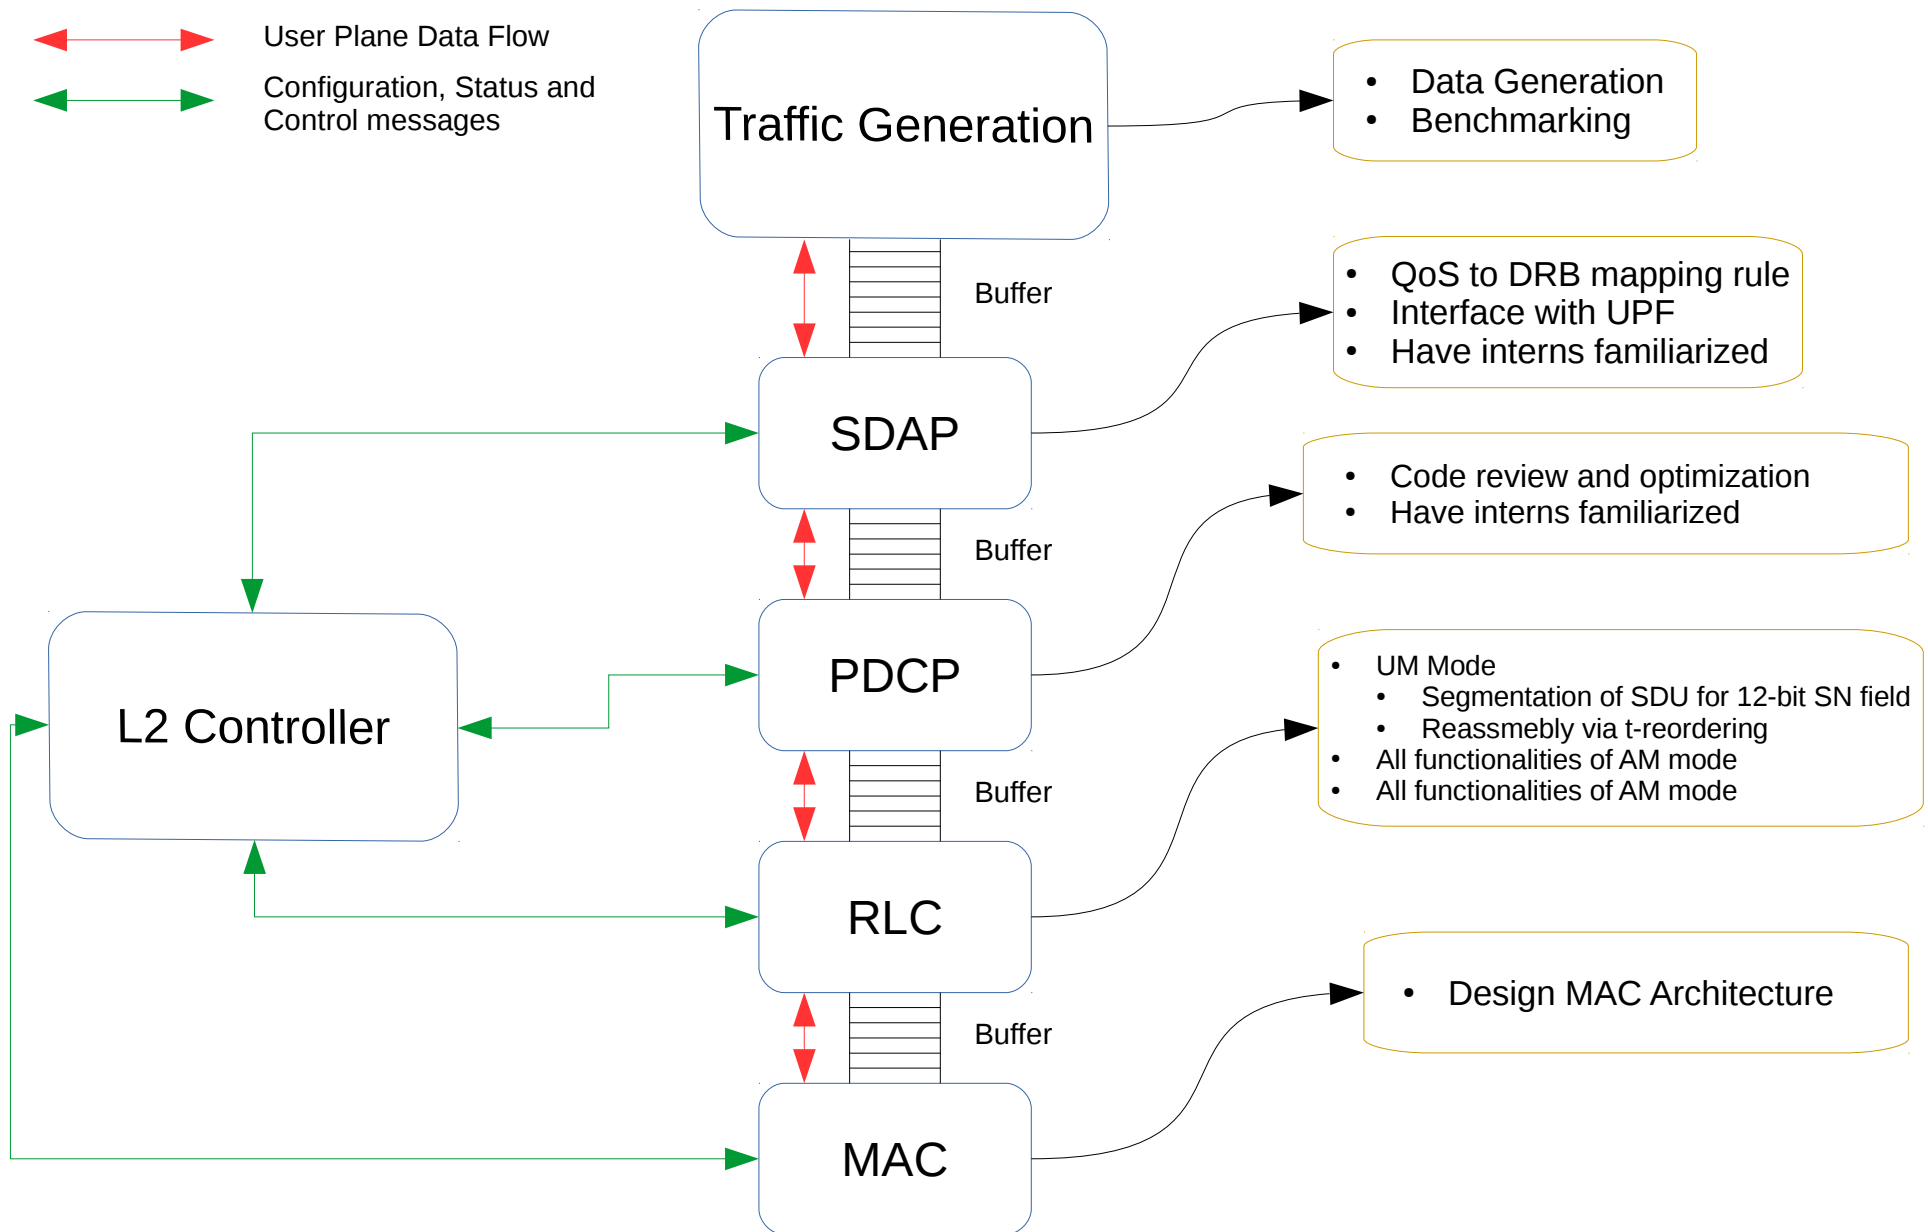 User Plane Data Flow
Configuration, Status and
Control messages
Traffic Generation
• Data Generation
• Benchmarking
Buffer
• QoS to DRB mapping rule
• Interface with UPF
• Have interns familiarized
SDAP
Buffer
• Code review and optimization
• Have interns familiarized
L2 Controller
PDCP
• UM Mode
• Segmentation of SDU for 12-bit SN field
• Reassmebly via t-reordering
• All functionalities of AM mode
• All functionalities of AM mode
Buffer
RLC
Buffer
• Design MAC Architecture
MAC